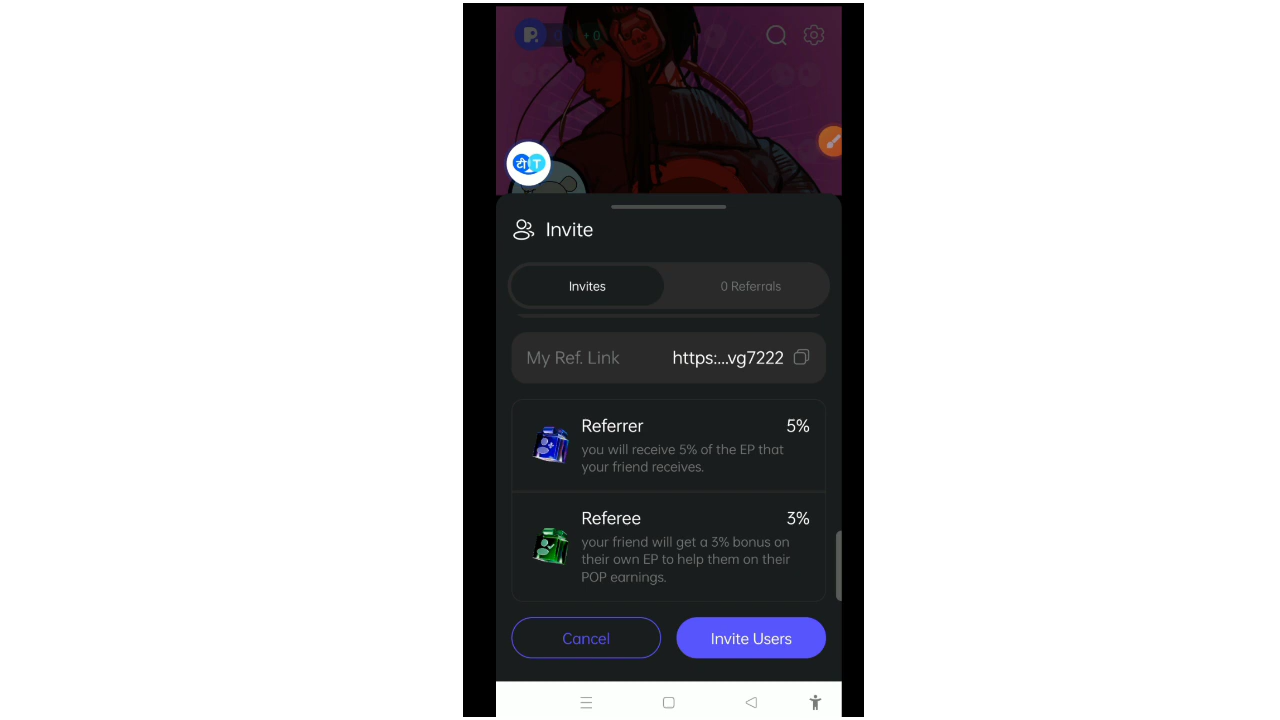 P. 0 +0
टी T
Invite
Invites
0 Referrals
My Ref. Link
https:...vg7222
Referrer
5%
you will receive 5% of the EP that
your friend receives.
Referee
3%
your friend will get a 3% bonus on
their own EP to help them on their
POP earnings.
Cancel
Invite Users